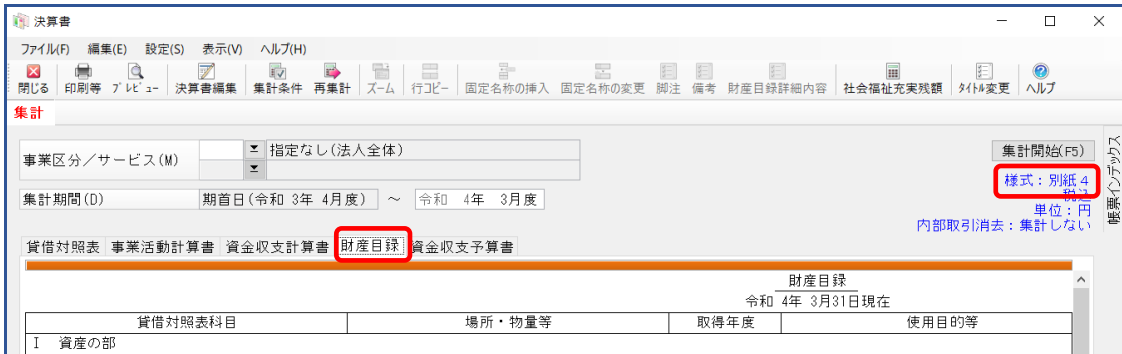 決算書
ファイル(F) 編集(E) 設定(S) 表示(V) ヘルプ(H)
閉じる 印刷等 プレビュー 決算書編集 集計条件 再集計 ズーム 行コピー 固定名称の挿入 固定名称の変更 脚注 備考 財産目録詳細内容 社会福祉充実残額 タイトル変更 ヘルプ
集計
事業区分/サービス(M) 指定なし(法人全体) 集計開始(F5)
帳票インデックス
様式:別紙4
税込
集計期間(D) 期首日(令和 3年 4月度) ～ 令和 4年 3月度
単位:円
内部取引消去:集計しない
貸借対照表 事業活動計算書 資金収支計算書 財産目録 資金収支予算書
財産目録
令和 4年 3月31日現在
貸借対照表科目 場所・物量等 取得年度 使用目的等
Ⅰ 資産の部